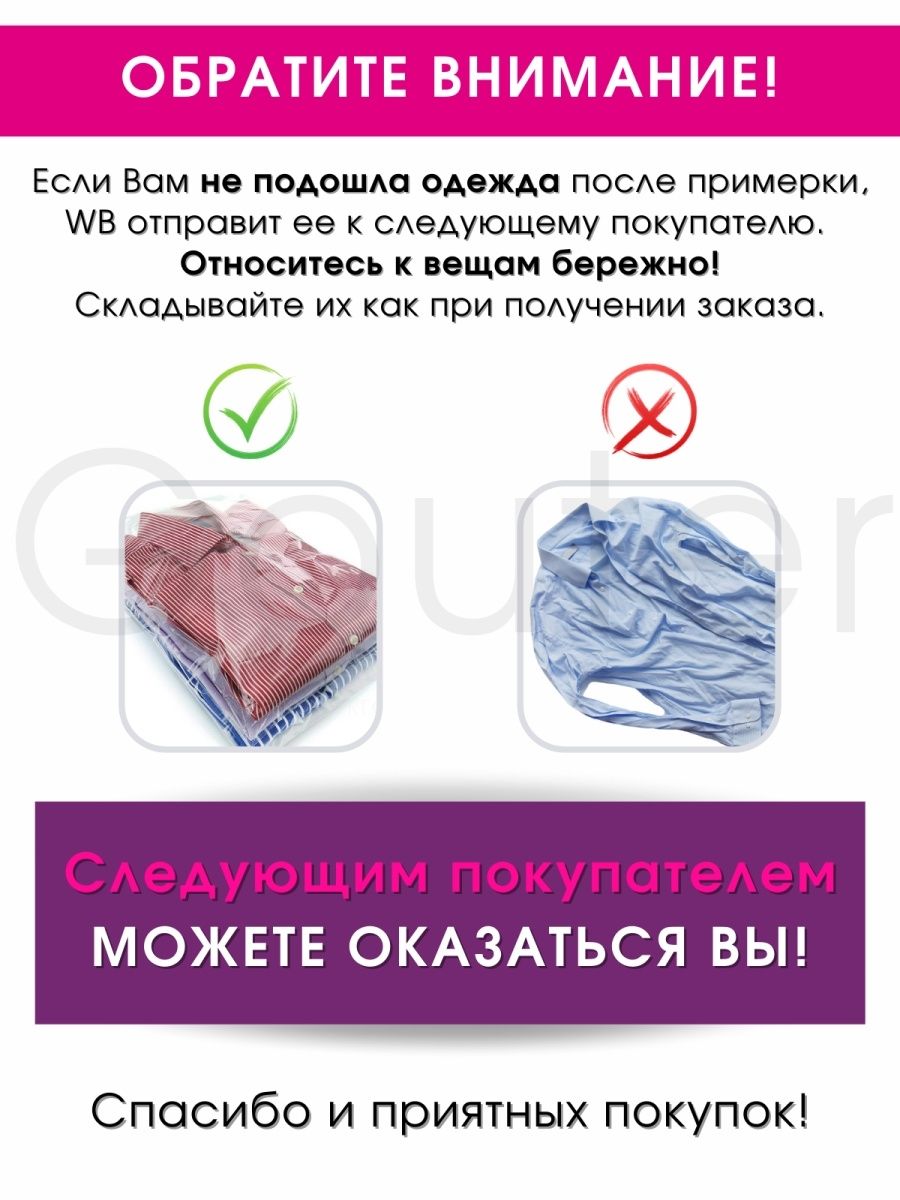 ОБРАТИТЕ ВНИМАНИЕ!
Если Вам не подошла одежда после примерки,
WB отправит ее к следующему покупателю.
Относитесь к вещам бережно!
Складывайте их как при получении заказа.
Gouter
Следующим покупателем
МОЖЕТЕ ОКАЗАТЬСЯ ВЫ!
Спасибо и приятных покупок!